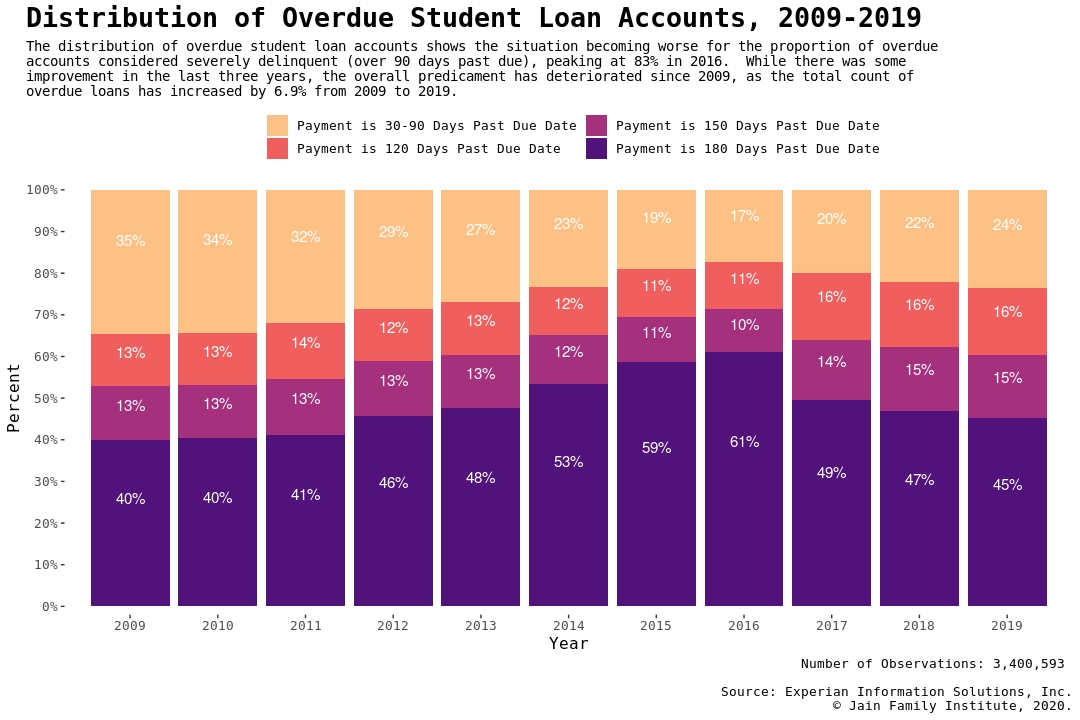 Distribution of Overdue Student Loan Accounts, 2009-2019
The distribution of overdue student loan accounts shows the situation becoming worse for the proportion of overdue
accounts considered severely delinquent (over 90 days past due), peaking at 83% in 2016.  While there was some
improvement in the last three years, the overall predicament has deteriorated since 2009, as the total count of
overdue loans has increased by 6.9% from 2009 to 2019.
Payment is 30-90 Days Past Due Date Payment is 150 Days Past Due Date
Payment is 120 Days Past Due Date Payment is 180 Days Past Due Date
100%
90%
80%
70%
60%
50%
40%
30%
20%
10%
0%
Percent
35% 34% 32% 29% 27% 23% 19% 17% 20% 22% 24%
13% 13% 14% 12% 13% 12% 11% 11% 16% 16% 16%
13% 13% 13% 13% 13% 12% 11% 10% 14% 15% 15%
40% 40% 41% 46% 48% 53% 59% 61% 49% 47% 45%
2009 2010 2011 2012 2013 2014 2015 2016 2017 2018 2019
Year
Number of Observations: 3,400,593
Source: Experian Information Solutions, Inc.
© Jain Family Institute, 2020.